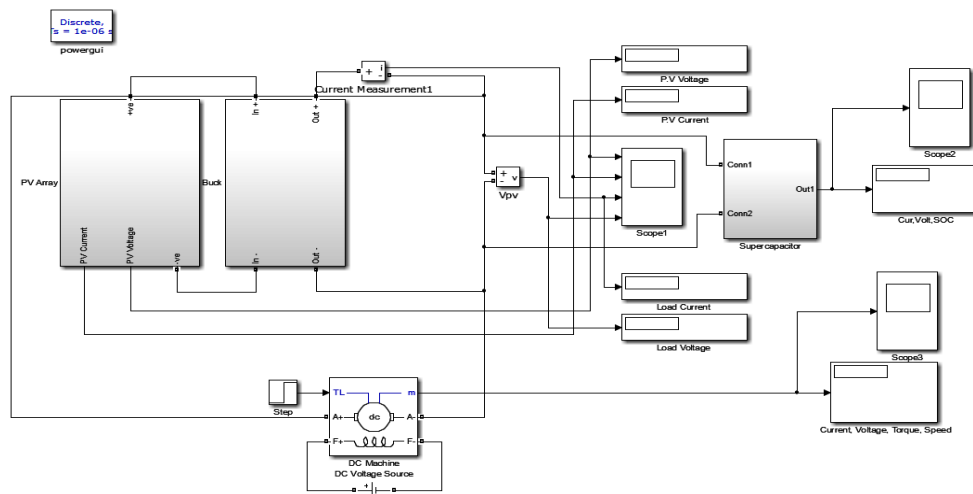 Discrete,
Ts = 1e-06 s
powergui
i
+
-
Current Measurement1
P.V Voltage
P.V Current
+ve
In +
Out +
PV Array
Buck
PV Current
PV Voltage
-ve
In -
Out -
+
-
v
Vpv
Scope1
Conn1
Conn2
Out1
Supercapacitor
Scope2
Cur,Volt,SOC
Load Current
Load Voltage
Scope3
Current, Voltage, Torque, Speed
Step
TL
m
A+
dc
A-
F+
F-
DC Machine
DC Voltage Source
+